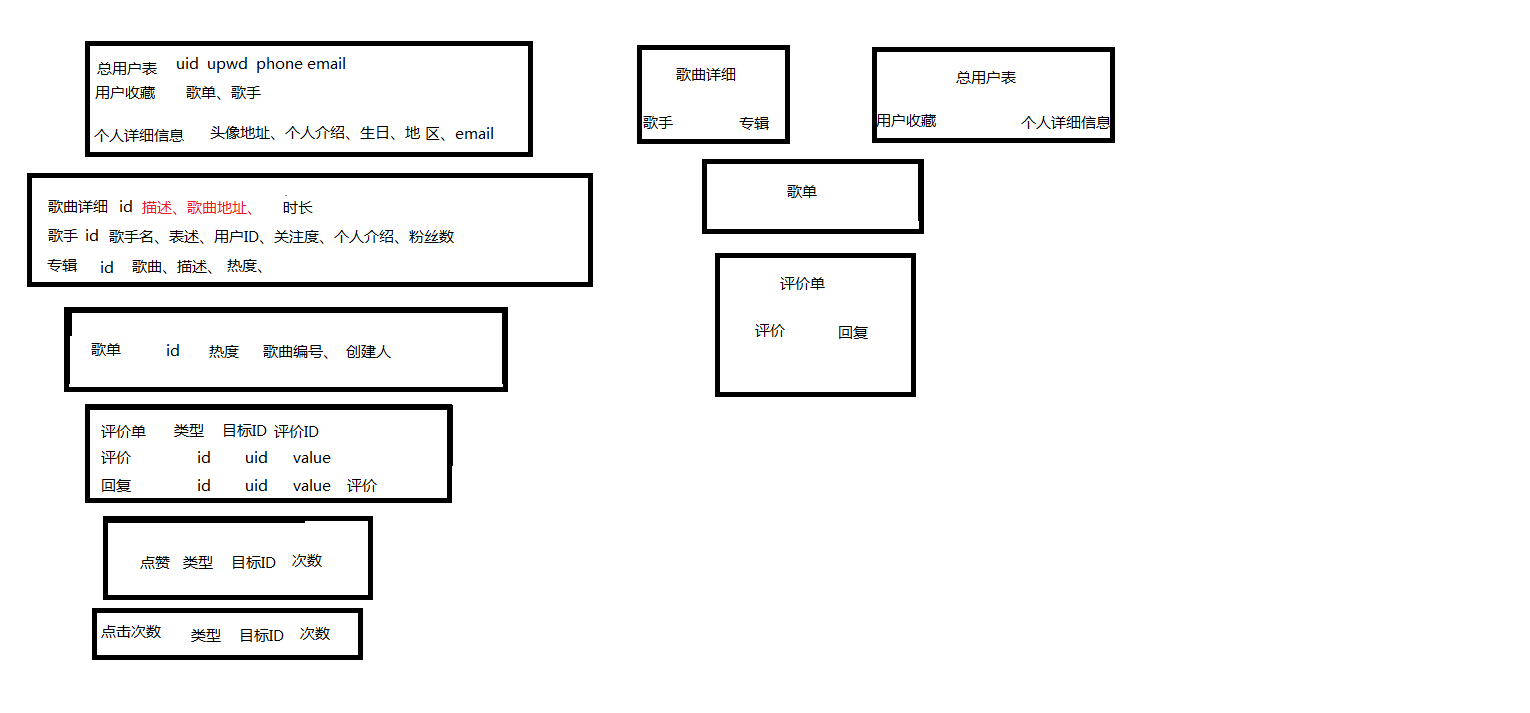 总用户表 uid upwd phone email
用户收藏 歌单、歌手
个人详细信息 头像地址、个人介绍、生日、地 区、email
歌曲详细 id 描述、歌曲地址、 时长
歌手 id 歌手名、表述、用户ID、关注度、个人介绍、粉丝数
专辑 id 歌曲、描述、 热度、
歌单 id 热度 歌曲编号、 创建人
评价单 类型 目标ID 评价ID
评价 id uid value
回复 id uid value 评价
点赞 类型 目标ID 次数
点击次数 类型 目标ID 次数
歌曲详细
歌手 专辑
总用户表
用户收藏 个人详细信息
歌单
评价单
评价 回复